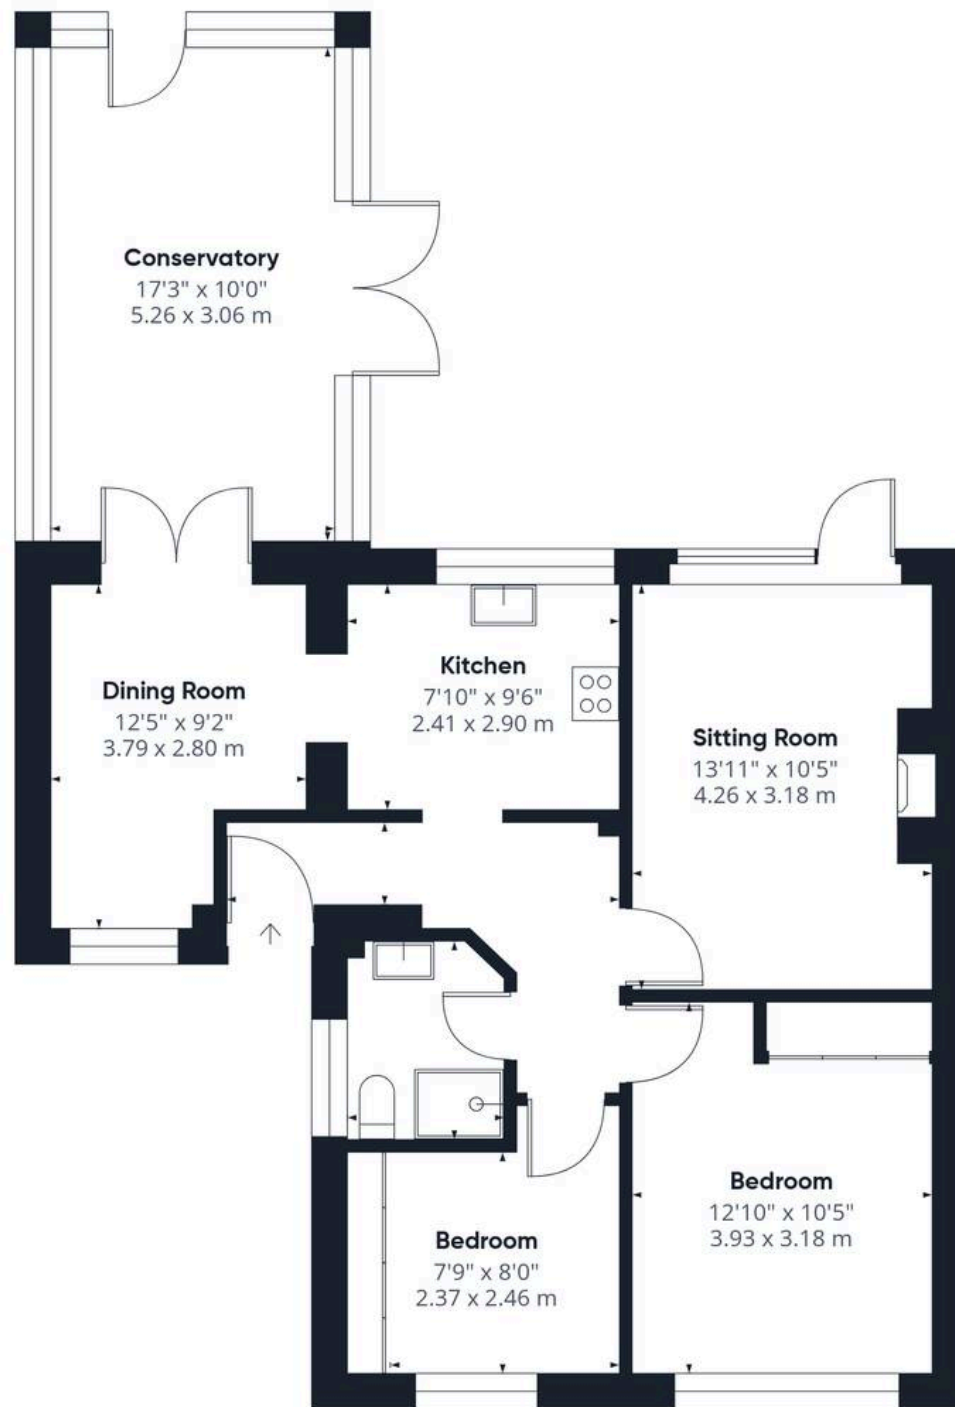 Conservatory
17'3" x 10'0"
5.26 x 3.06 m
Kitchen
7'10" x 9'6"
2.41 x 2.90 m
Dining Room
12'5" x 9'2"
3.79 x 2.80 m
Sitting Room
13'11" x 10'5"
4.26 x 3.18 m
Bedroom
12'10" x 10'5"
3.93 x 3.18 m
Bedroom
7'9" x 8'0"
2.37 x 2.46 m